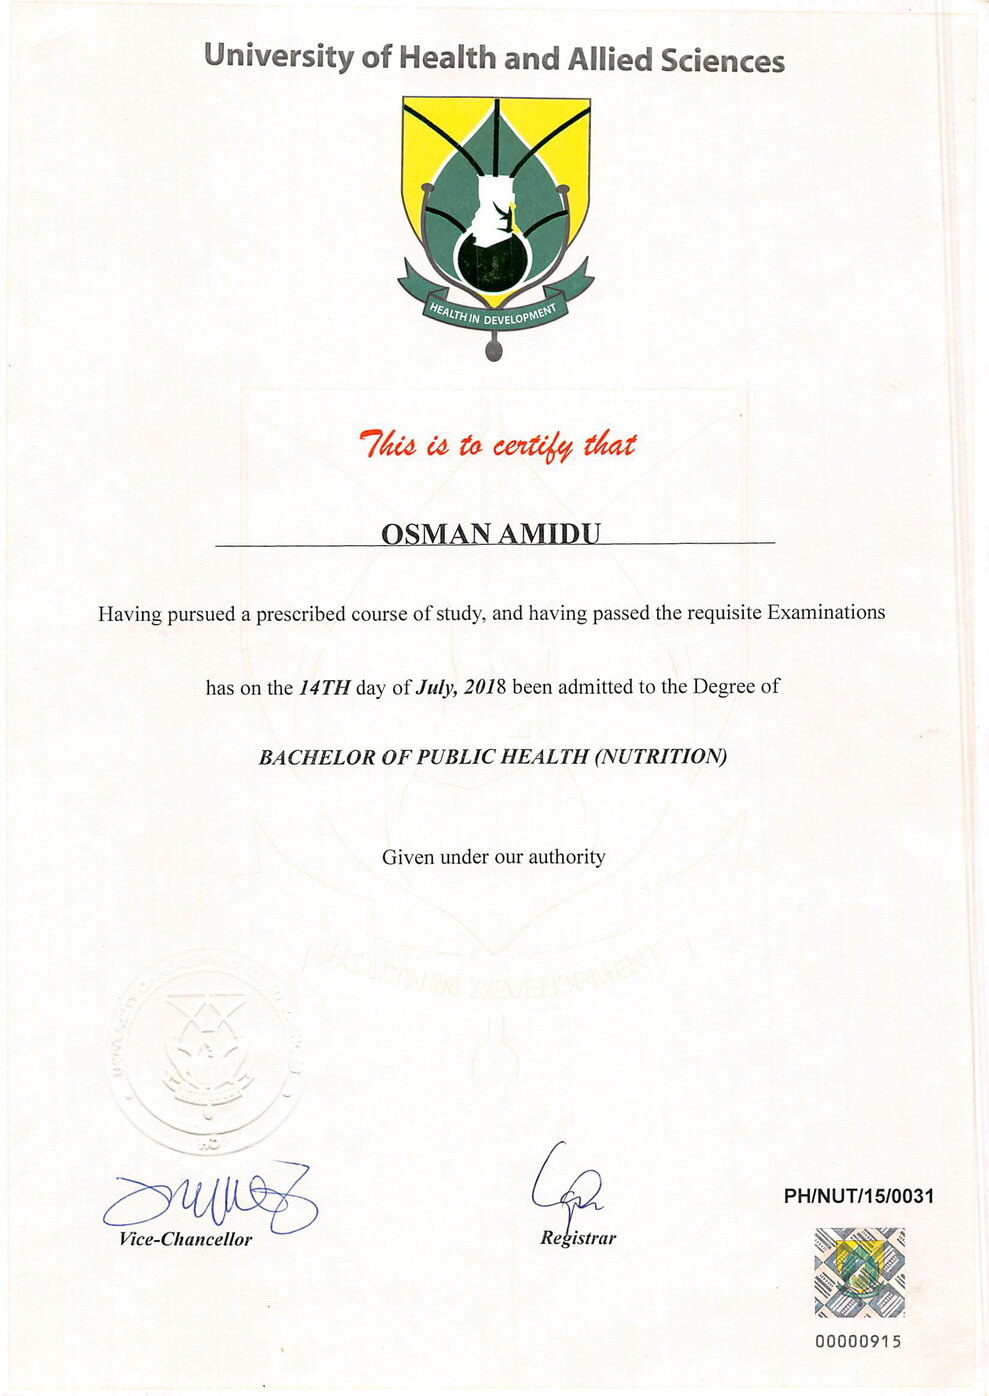 University of Health and Allied Sciences
HEALTH IN DEVELOPMENT
This is to certify that
OSMAN AMIDU
Having pursued a prescribed course of study, and having passed the requisite Examinations
has on the 14TH day of July, 2018 been admitted to the Degree of
BACHELOR OF PUBLIC HEALTH (NUTRITION)
Given under our authority
HEALTH IN DEVELOPMENT
Vice-Chancellor
Registrar
PH/NUT/15/0031
00000915